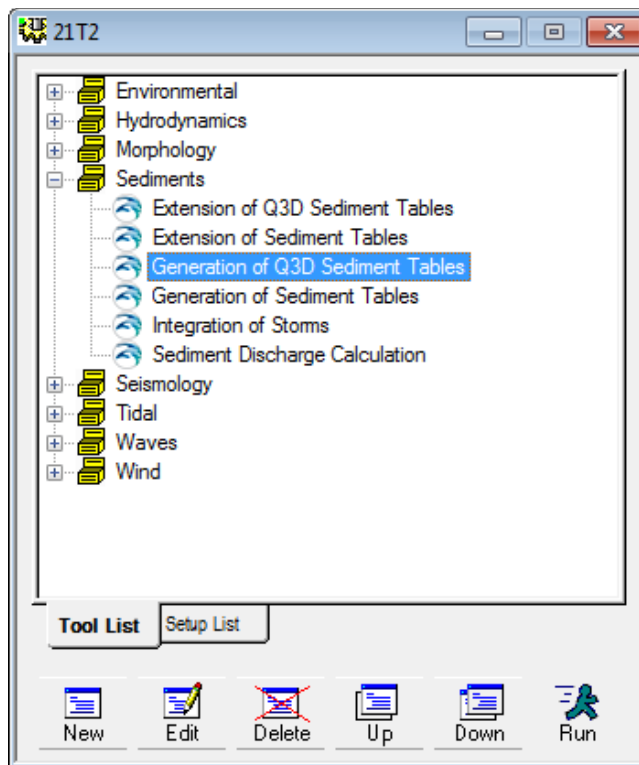 21T2
Environmental
Hydrodynamics
Morphology
Sediments
Extension of Q3D Sediment Tables
Extension of Sediment Tables
Generation of Q3D Sediment Tables
Generation of Sediment Tables
Integration of Storms
Sediment Discharge Calculation
Seismology
Tidal
Waves
Wind
Tool List Setup List
New Edit Delete Up Down Run